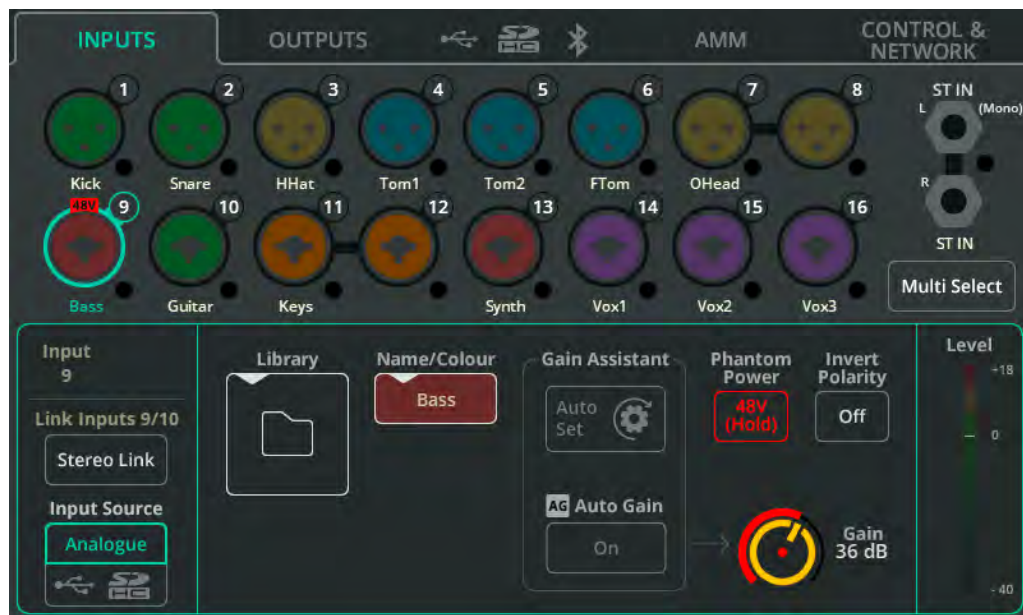 INPUTS
OUTPUTS
SD HC
AMM
CONTROL &
NETWORK
1 2 3 4 5 6 7 8
ST IN
L (Mono)
Kick Snare HHat Tom1 Tom2 FTom OHead
R
48V 9 10 11 12 13 14 15 16
ST IN
Bass Guitar Keys Synth Vox1 Vox2 Vox3
Multi Select
Input
9
Link Inputs 9/10
Stereo Link
Input Source
Analogue
SD HC
Library
Name/Colour
Bass
Gain Assistant
Auto
Set
AG Auto Gain
On
Phantom
Power
48V
(Hold)
Invert
Polarity
Off
Gain
36 dB
Level
+18
0
-40